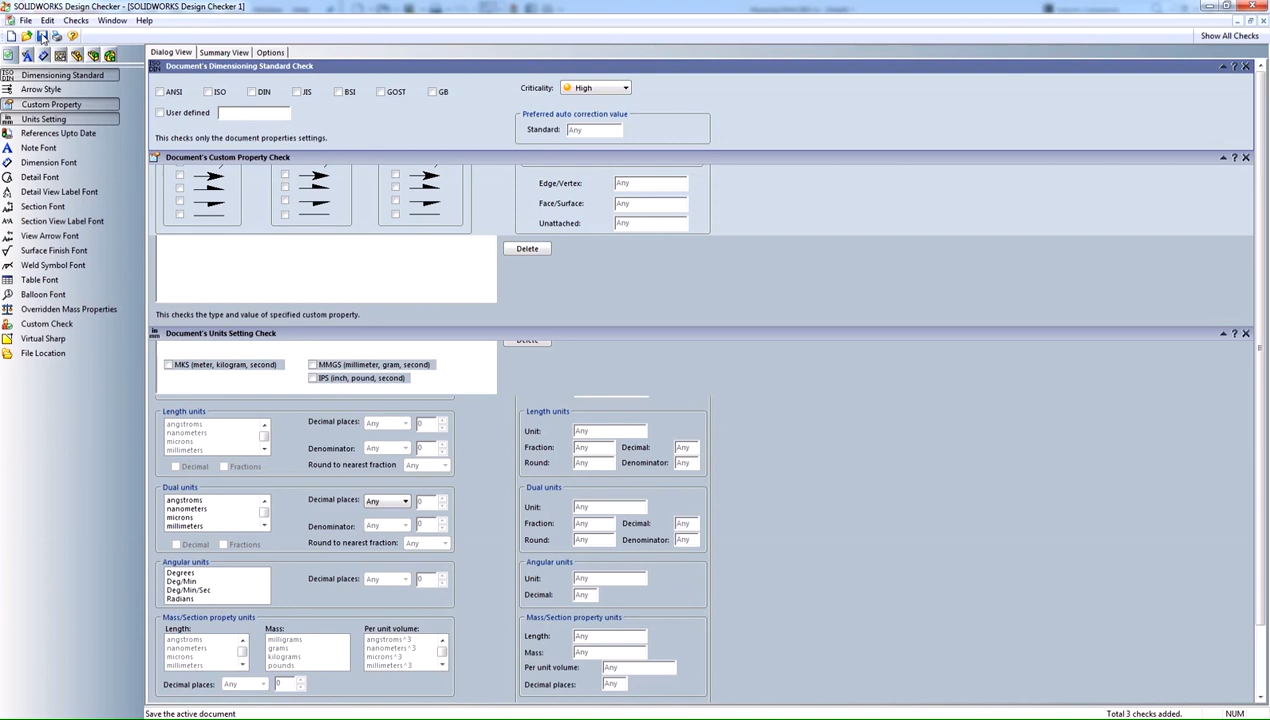 SOLIDWORKS Design Checker - [SOLIDWORKS Design Checker 1]
File Edit Checks Window Help
Show All Checks
Dialog View Summary View Options
Dimensioning Standard
Arrow Style
Custom Property
Units Setting
References Upto Date
Note Font
Dimension Font
Detail Font
Detail View Label Font
Section Font
Section View Label Font
View Arrow Font
Surface Finish Font
Weld Symbol Font
Table Font
Balloon Font
Overridden Mass Properties
Custom Check
Virtual Sharp
File Location
Document's Dimensioning Standard Check
ANSI ISO DIN JIS BSI GOST GB
Criticality: High
User defined
Preferred auto correction value
Standard: Any
This checks only the document properties settings.
Document's Custom Property Check
Edge/Vertex: Any
Face/Surface: Any
Unattached: Any
Delete
This checks the type and value of specified custom property.
Document's Units Setting Check
Delete
MKS (meter, kilogram, second) MMGS (millimeter, gram, second)
IPS (inch, pound, second)
Length units
angstroms
nanometers
microns
millimeters
Decimal places: Any 0
Denominator: Any 0
Decimal Fractions Round to nearest fraction Any
Length units
Unit: Any
Fraction: Any Decimal: Any
Round: Any Denominator: Any
Dual units
angstroms
nanometers
microns
millimeters
Decimal places: Any 0
Denominator: Any 0
Decimal Fractions Round to nearest fraction: Any
Dual units
Unit: Any
Fraction: Any Decimal: Any
Round: Any Denominator: Any
Angular units
Degrees
Deg/Min
Deg/Min/Sec
Radians
Decimal places: Any 0
Angular units
Unit: Any
Decimal: Any
Mass/Section propety units
Length: Mass: Per unit volume:
angstroms milligrams angstroms^3
nanometers grams nanometers^3
microns kilograms microns^3
millimeters pounds millimeters^3
Decimal places: Any 0
Mass/Section property units
Length: Any
Mass: Any
Per unit volume: Any
Decimal places: Any
Save the active document
Total 3 checks added. NUM